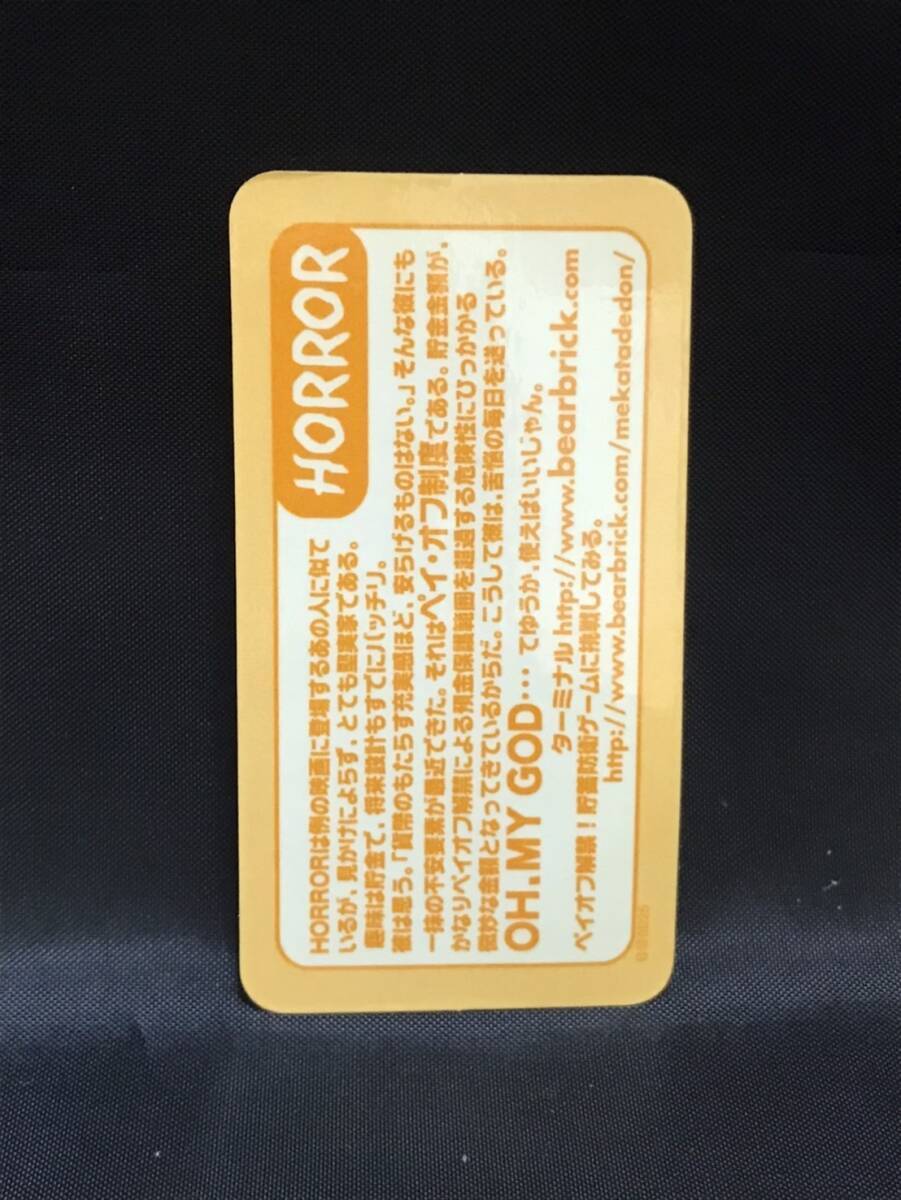 HORROR
HORRORは例の映画に登場するあの人に似て
いるが、見かけによらず、とても堅実家である。
趣味は貯金で、将来設計もすでにバッチリ。
彼は思う。「貨幣のもたらす充実感ほど、安らげるものはない。」そんな彼にも
一抹の不安要素が最近できた。それはペイ・オフ制度である。貯金金額が、
かなりペイオフ解禁による預金保護範囲を超過する危険性にひっかかる
微妙な金額となってきているからだ。こうして彼は、苦悩の毎日を送っている。
OH.MY GOD… てゆうか、使えばいいじゃん。
ターミナル http://www.bearbrick.com
ペイオフ解禁！貯蓄防衛ゲームに挑戦してみる。
http://www.bearbrick.com/mekatadedon/